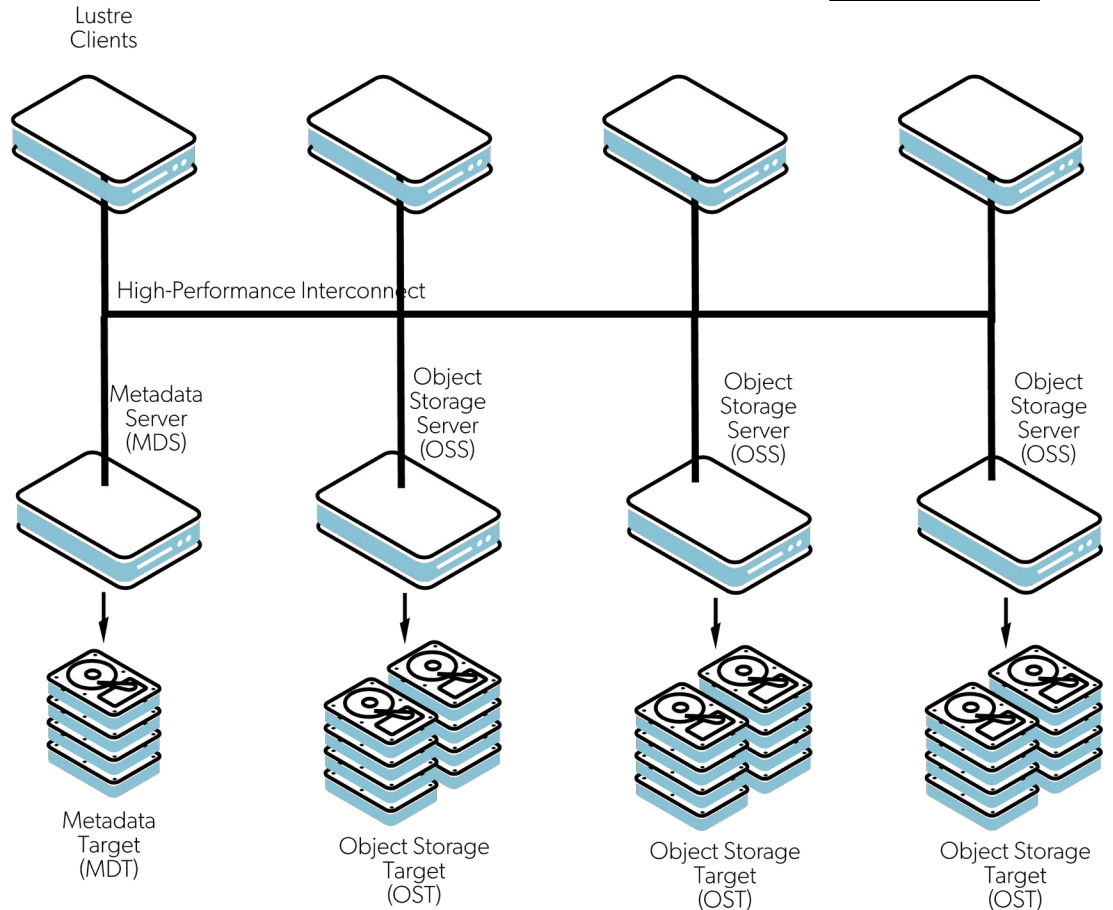 Lustre
Clients
High-Performance Interconnect
Metadata
Server
(MDS)
Object
Storage
Server
(OSS)
Object
Storage
Server
(OSS)
Object
Storage
Server
(OSS)
Metadata
Target
(MDT)
Object Storage
Target
(OST)
Object Storage
Target
(OST)
Object Storage
Target
(OST)